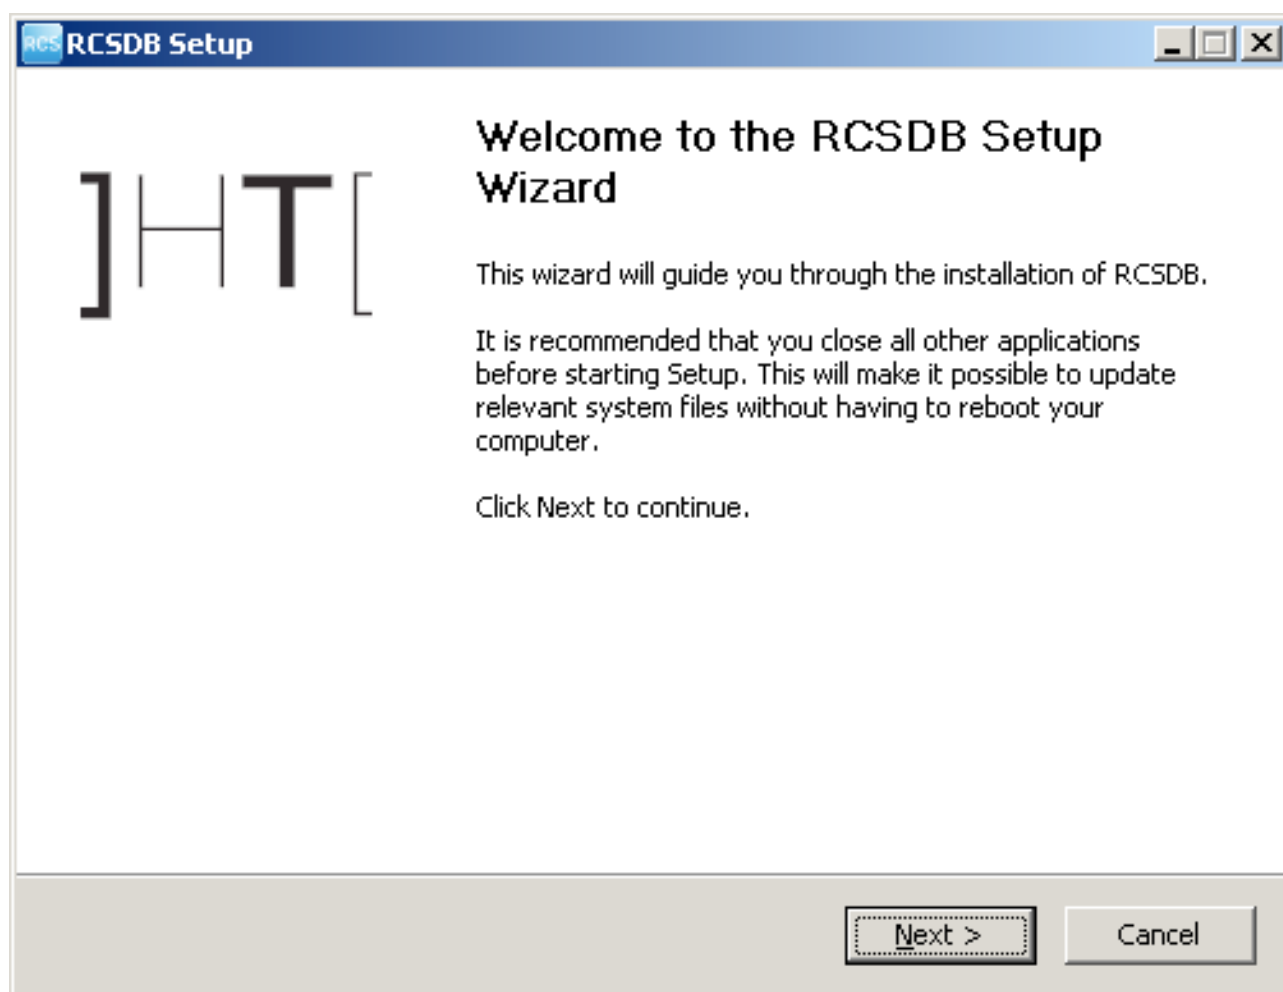 RCS RCSDB Setup
]HT[
Welcome to the RCSDB Setup
Wizard
This wizard will guide you through the installation of RCSDB.
It is recommended that you close all other applications
before starting Setup. This will make it possible to update
relevant system files without having to reboot your
computer.
Click Next to continue.
Next > Cancel